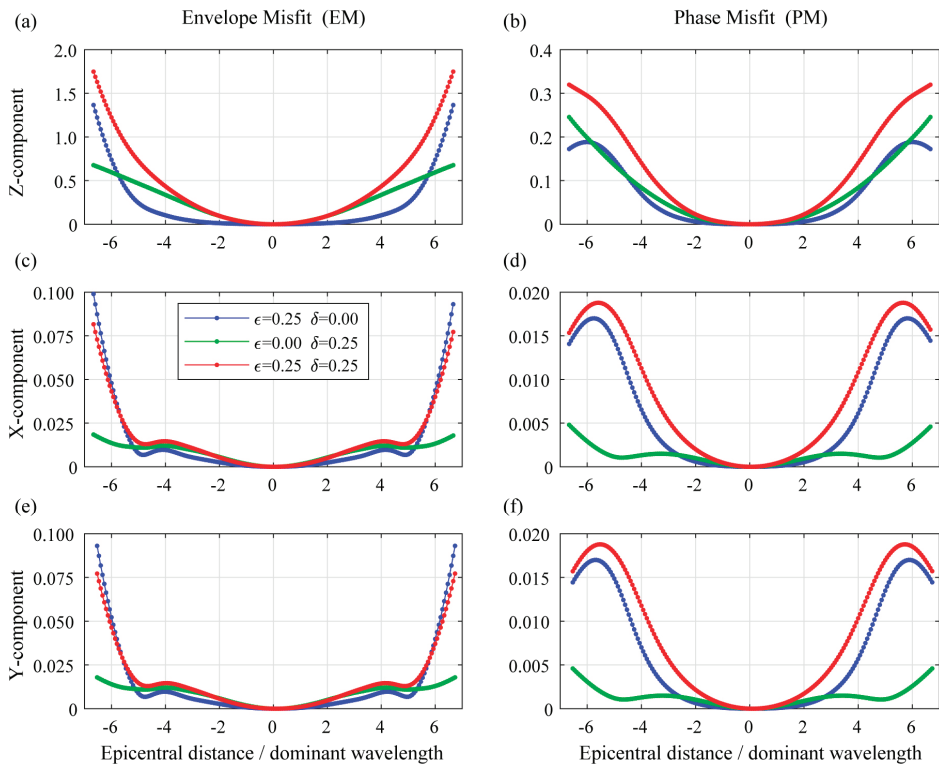 (a) Envelope Misfit (EM)
(b) Phase Misfit (PM)
Z-component
2.0
1.5
1.0
0.5
0
-6 -4 -2 0 2 4 6
0.4
0.3
0.2
0.1
0
-6 -4 -2 0 2 4 6
(c)
(d)
X-component
0.100
0.075
0.050
0.025
0
ϵ=0.25 δ=0.00
ϵ=0.00 δ=0.25
ϵ=0.25 δ=0.25
-6 -4 -2 0 2 4 6
0.020
0.015
0.010
0.005
0
-6 -4 -2 0 2 4 6
(e)
(f)
Y-component
0.100
0.075
0.050
0.025
0
-6 -4 -2 0 2 4 6
Epicentral distance / dominant wavelength
0.020
0.015
0.010
0.005
0
-6 -4 -2 0 2 4 6
Epicentral distance / dominant wavelength